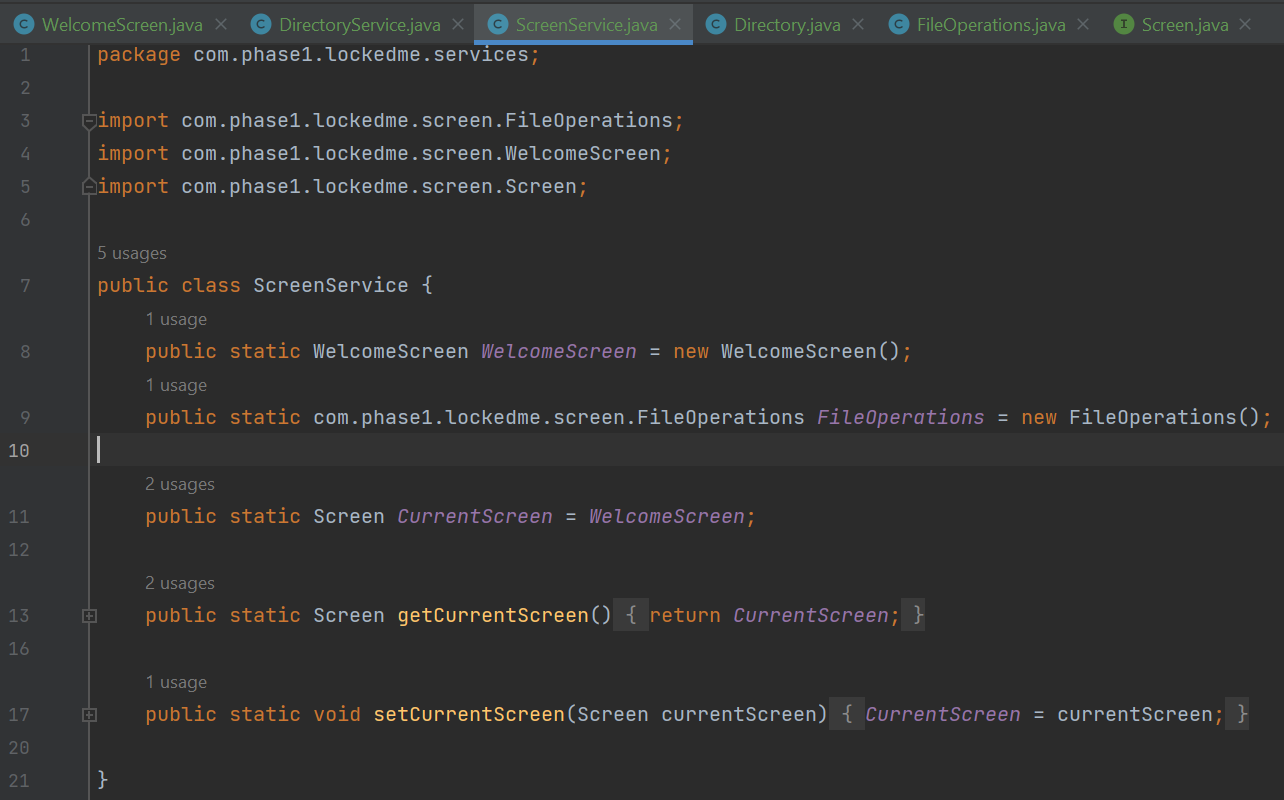 C WelcomeScreen.java × C DirectoryService.java × C ScreenService.java × C Directory.java × C FileOperations.java × I Screen.java ×
1 package com.phase1.lockedme.services;
2
3 import com.phase1.lockedme.screen.FileOperations;
4 import com.phase1.lockedme.screen.WelcomeScreen;
5 import com.phase1.lockedme.screen.Screen;
6
5 usages
7 public class ScreenService {
1 usage
8 public static WelcomeScreen WelcomeScreen = new WelcomeScreen();
1 usage
9 public static com.phase1.lockedme.screen.FileOperations FileOperations = new FileOperations();
10
2 usages
11 public static Screen CurrentScreen = WelcomeScreen;
12
2 usages
13 public static Screen getCurrentScreen() { return CurrentScreen; }
16
1 usage
17 public static void setCurrentScreen(Screen currentScreen) { CurrentScreen = currentScreen; }
20
21 }